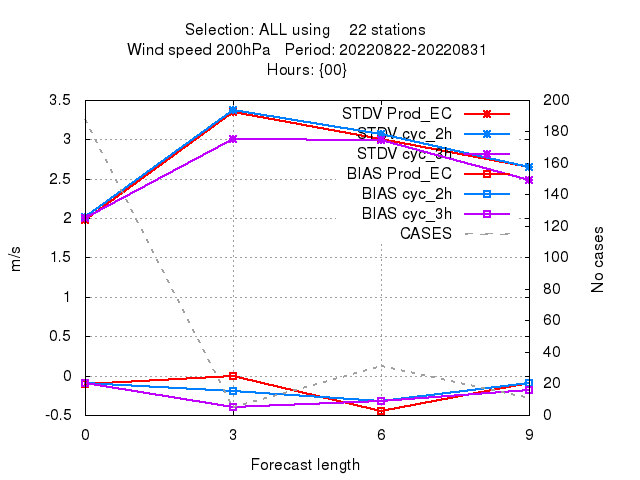 Selection: ALL using 22 stations
Wind speed 200hPa Period: 20220822-20220831
Hours: {00}
3.5
3
2.5
2
1.5
1
0.5
0
-0.5
m/s
STDV Prod_EC
STDV cyc_2h
STDV cyc_3h
BIAS Prod_EC
BIAS cyc_2h
BIAS cyc_3h
CASES
200
180
160
140
120
100
80
60
40
20
0
No cases
0 3 6 9
Forecast length